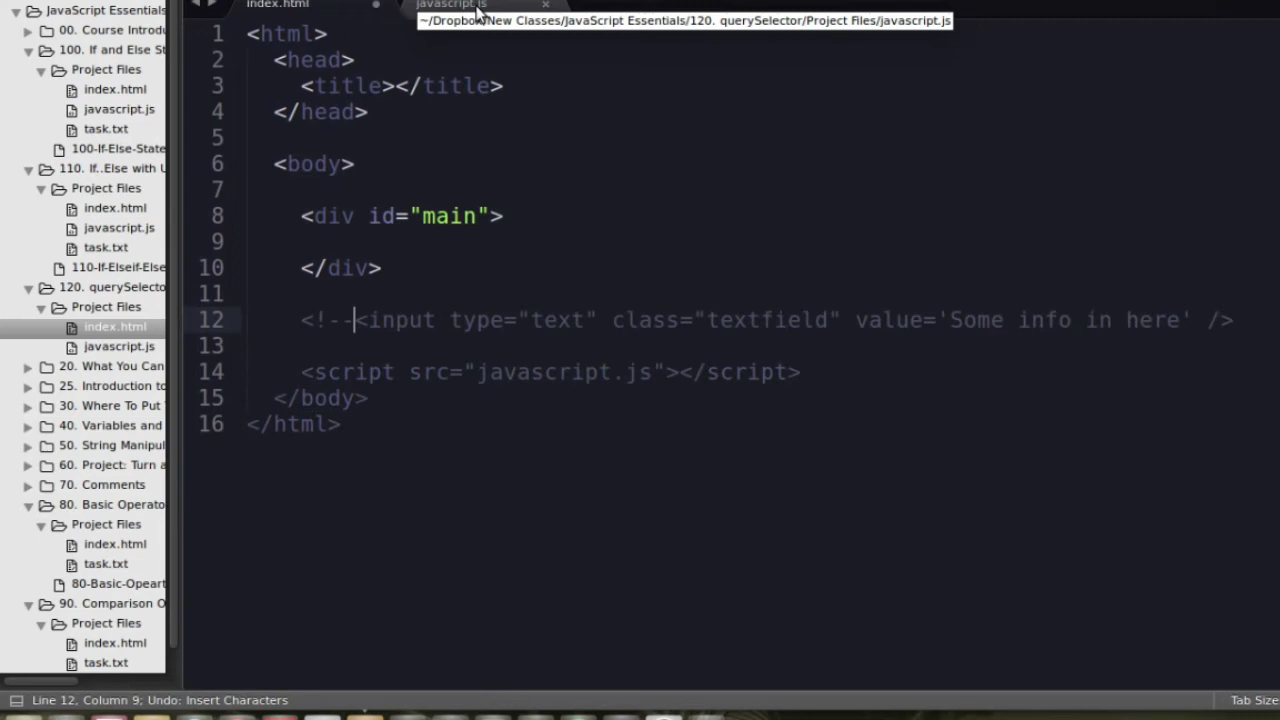 JavaScript Essentials
00. Course Introdu
100. If and Else St
Project Files
index.html
javascript.js
task.txt
100-If-Else-State
110. If..Else with U
Project Files
index.html
javascript.js
task.txt
110-If-Elseif-Else
120. querySelecto
Project Files
index.html
javascript.js
20. What You Can
25. Introduction to
30. Where To Put
40. Variables and
50. String Manipul
60. Project: Turn a
70. Comments
80. Basic Operato
Project Files
index.html
task.txt
80-Basic-Opeart
90. Comparison O
Project Files
index.html
task.txt
index.html
javascript.js
~/Dropbox/New Classes/JavaScript Essentials/120. querySelector/Project Files/javascript.js
1 <html>
2 <head>
3 <title></title>
4 </head>
5
6 <body>
7
8 <div id="main">
9
10 </div>
11
12 <!--<input type="text" class="textfield" value='Some info in here' />
13
14 <script src="javascript.js"></script>
15 </body>
16 </html>
Line 12, Column 9; Undo: Insert Characters
Tab Size